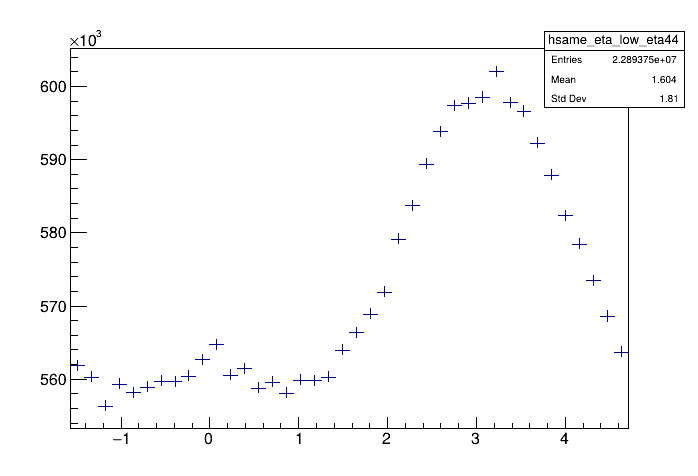 ×10³
hsame_eta_low_eta44
Entries 2.289375e+07
Mean 1.604
Std Dev 1.81
600
590
580
570
560
−1 0 1 2 3 4